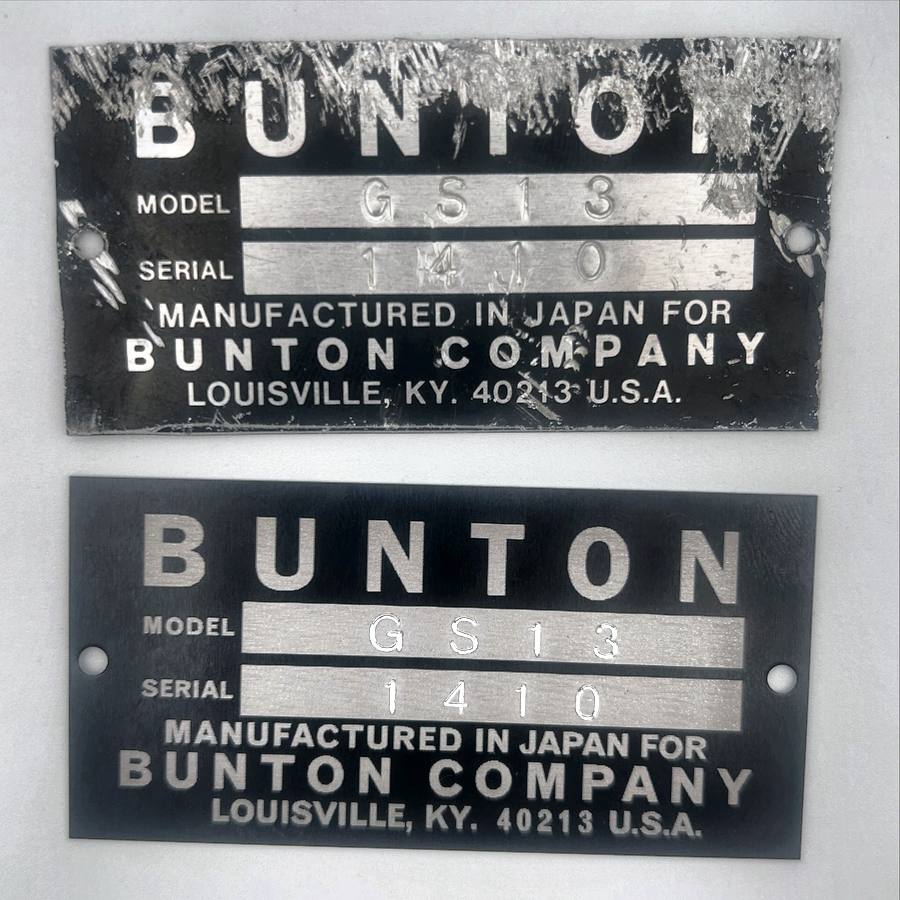 BUNTON
MODEL GS13
SERIAL 1410
MANUFACTURED IN JAPAN FOR
BUNTON COMPANY
LOUISVILLE, KY. 40213 U.S.A.
BUNTON
MODEL GS13
SERIAL 1410
MANUFACTURED IN JAPAN FOR
BUNTON COMPANY
LOUISVILLE, KY. 40213 U.S.A.